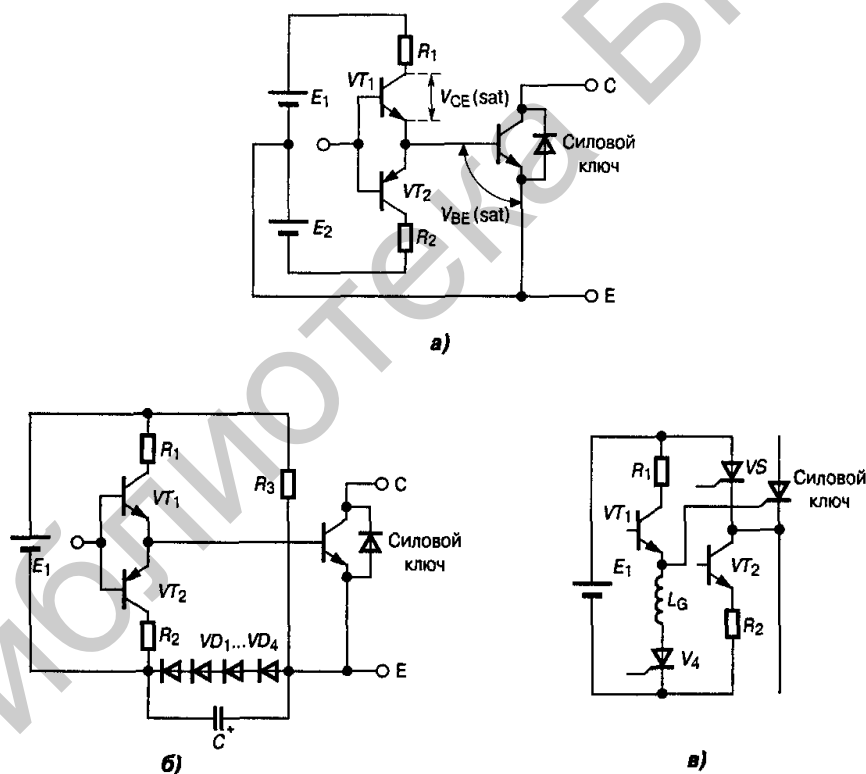 Библиотека Б
R1
VT1
E1
VCE (sat)
C
Силовой
ключ
VT2
VBE (sat)
E2
R2
E
а)
R1
R3
VT1
C
Силовой
ключ
E1
VT2
R2
VD1...VD4
E
C +
б)
R1
VS
Силовой
ключ
VT1
E1
VT2
LG
R2
V4
в)